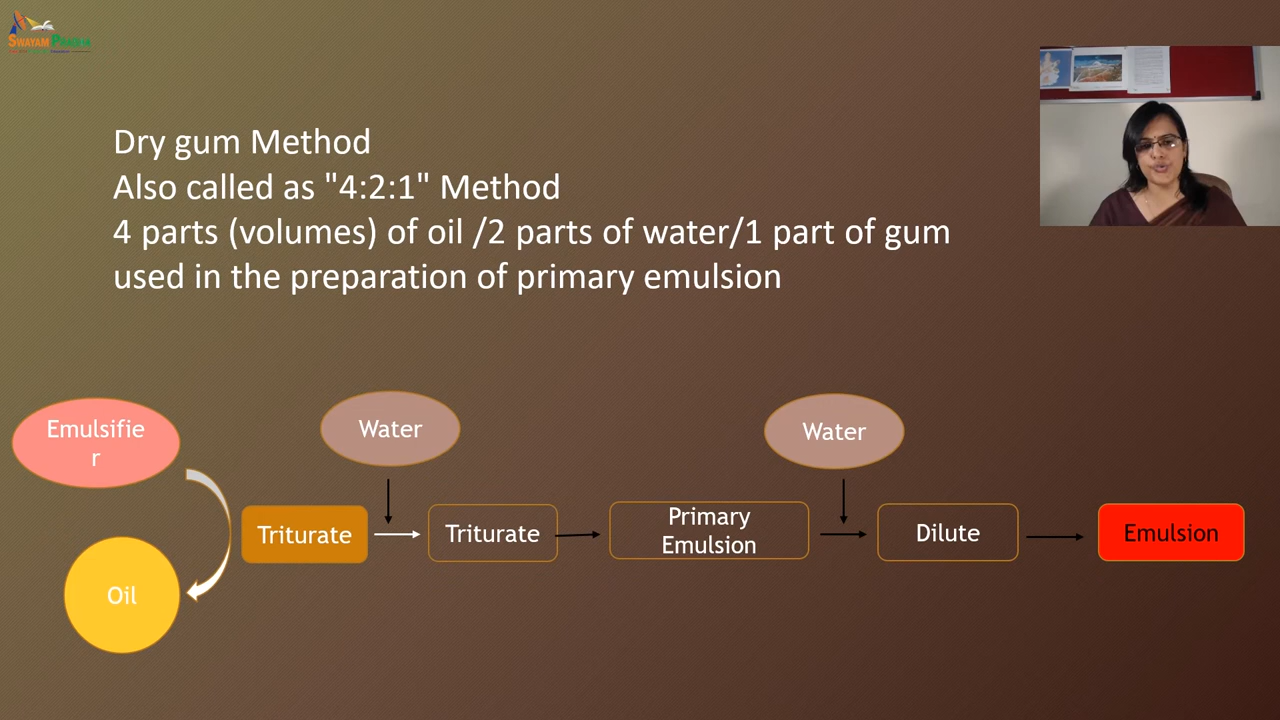 SWAYAM PRABHA
Dry gum Method
Also called as "4:2:1" Method
4 parts (volumes) of oil /2 parts of water/1 part of gum
used in the preparation of primary emulsion
Emulsifie
r
Water
Water
Triturate
Triturate
Primary
Emulsion
Dilute
Emulsion
Oil